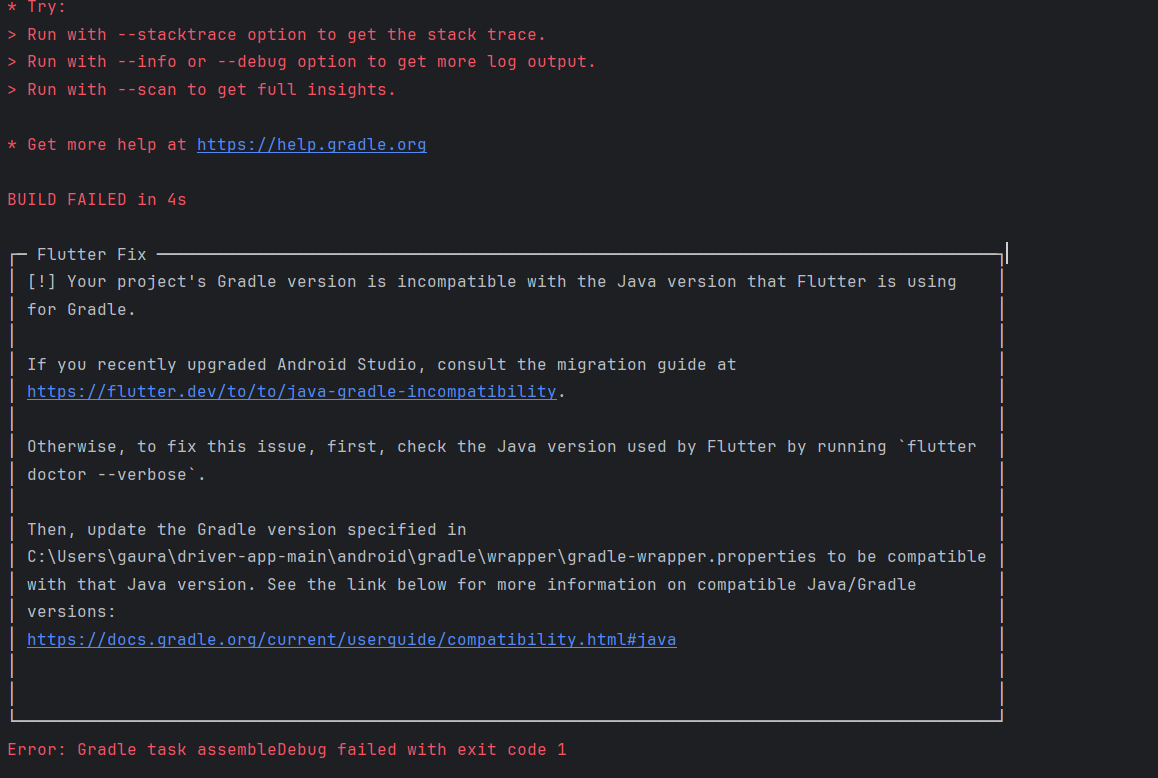 * Try:
> Run with --stacktrace option to get the stack trace.
> Run with --info or --debug option to get more log output.
> Run with --scan to get full insights.
* Get more help at https://help.gradle.org
BUILD FAILED in 4s
Flutter Fix
[!] Your project's Gradle version is incompatible with the Java version that Flutter is using
for Gradle.
If you recently upgraded Android Studio, consult the migration guide at
https://flutter.dev/to/to/java-gradle-incompatibility.
Otherwise, to fix this issue, first, check the Java version used by Flutter by running `flutter
doctor --verbose`.
Then, update the Gradle version specified in
C:\Users\gaura\driver-app-main\android\gradle\wrapper\gradle-wrapper.properties to be compatible
with that Java version. See the link below for more information on compatible Java/Gradle
versions:
https://docs.gradle.org/current/userguide/compatibility.html#java
Error: Gradle task assembleDebug failed with exit code 1